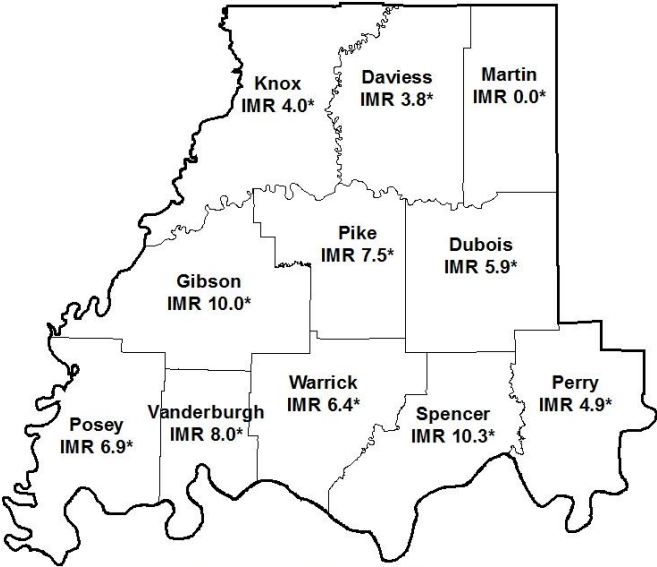 Knox
IMR 4.0*
Daviess
IMR 3.8*
Martin
IMR 0.0*
Pike
IMR 7.5*
Dubois
IMR 5.9*
Gibson
IMR 10.0*
Posey
IMR 6.9*
Vanderburgh
IMR 8.0*
Warrick
IMR 6.4*
Spencer
IMR 10.3*
Perry
IMR 4.9*